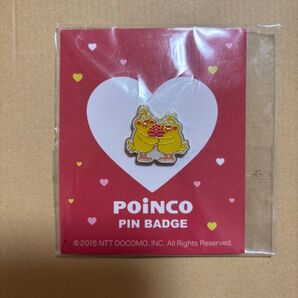 POiNCO
PIN BADGE
©2015 NTT DOCOMO, INC. All Rights Reserved.